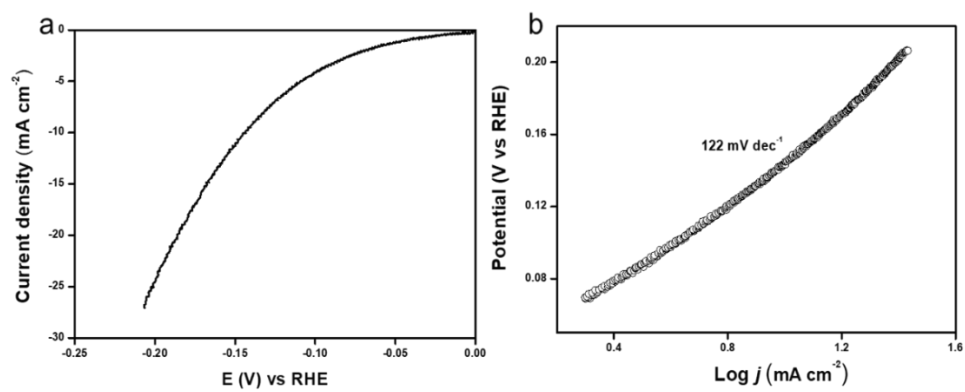 a
0
-5
-10
-15
-20
-25
-30
-0.25 -0.20 -0.15 -0.10 -0.05 0.00
Current density (mA cm⁻²)
E (V) vs RHE
b
0.20
0.16
0.12
0.08
0.4 0.8 1.2 1.6
122 mV dec⁻¹
Potential (V vs RHE)
Log j (mA cm⁻²)